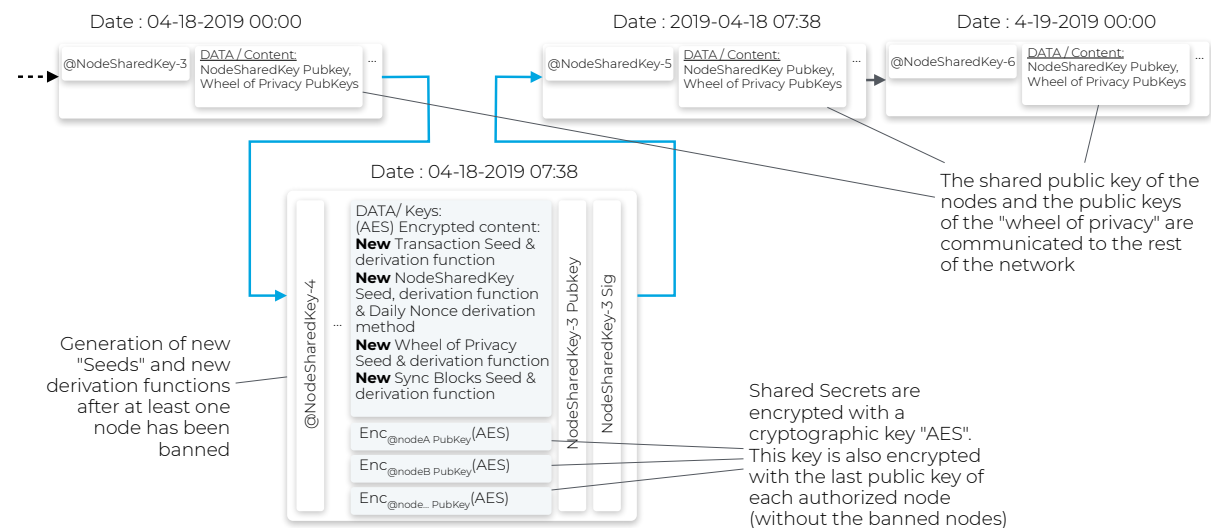 Date : 04-18-2019 00:00
@NodeSharedKey-3
DATA / Content:
NodeSharedKey Pubkey,
Wheel of Privacy PubKeys
...
Date : 2019-04-18 07:38
@NodeSharedKey-5
DATA / Content:
NodeSharedKey Pubkey,
Wheel of Privacy PubKeys
...
Date : 4-19-2019 00:00
@NodeSharedKey-6
DATA / Content:
NodeSharedKey Pubkey,
Wheel of Privacy PubKeys
...
The shared public key of the
nodes and the public keys
of the "wheel of privacy" are
communicated to the rest
of the network
Date : 04-18-2019 07:38
@NodeSharedKey-4
...
DATA/ Keys:
(AES) Encrypted content:
New Transaction Seed &
derivation function
New NodeSharedKey
Seed, derivation function
& Daily Nonce derivation
method
New Wheel of Privacy
Seed & derivation function
New Sync Blocks Seed &
derivation function
Enc@nodeA PubKey(AES)
Enc@nodeB PubKey(AES)
Enc@node... PubKey(AES)
NodeSharedKey-3 Pubkey
NodeSharedKey-3 Sig
Generation of new
"Seeds" and new
derivation functions
after at least one
node has been
banned
Shared Secrets are
encrypted with a
cryptographic key "AES".
This key is also encrypted
with the last public key of
each authorized node
(without the banned nodes)